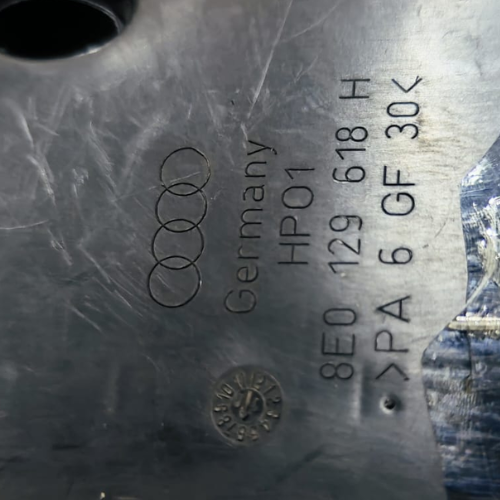 Germany
HP01
8E0 129 618 H
>PA 6 GF 30<